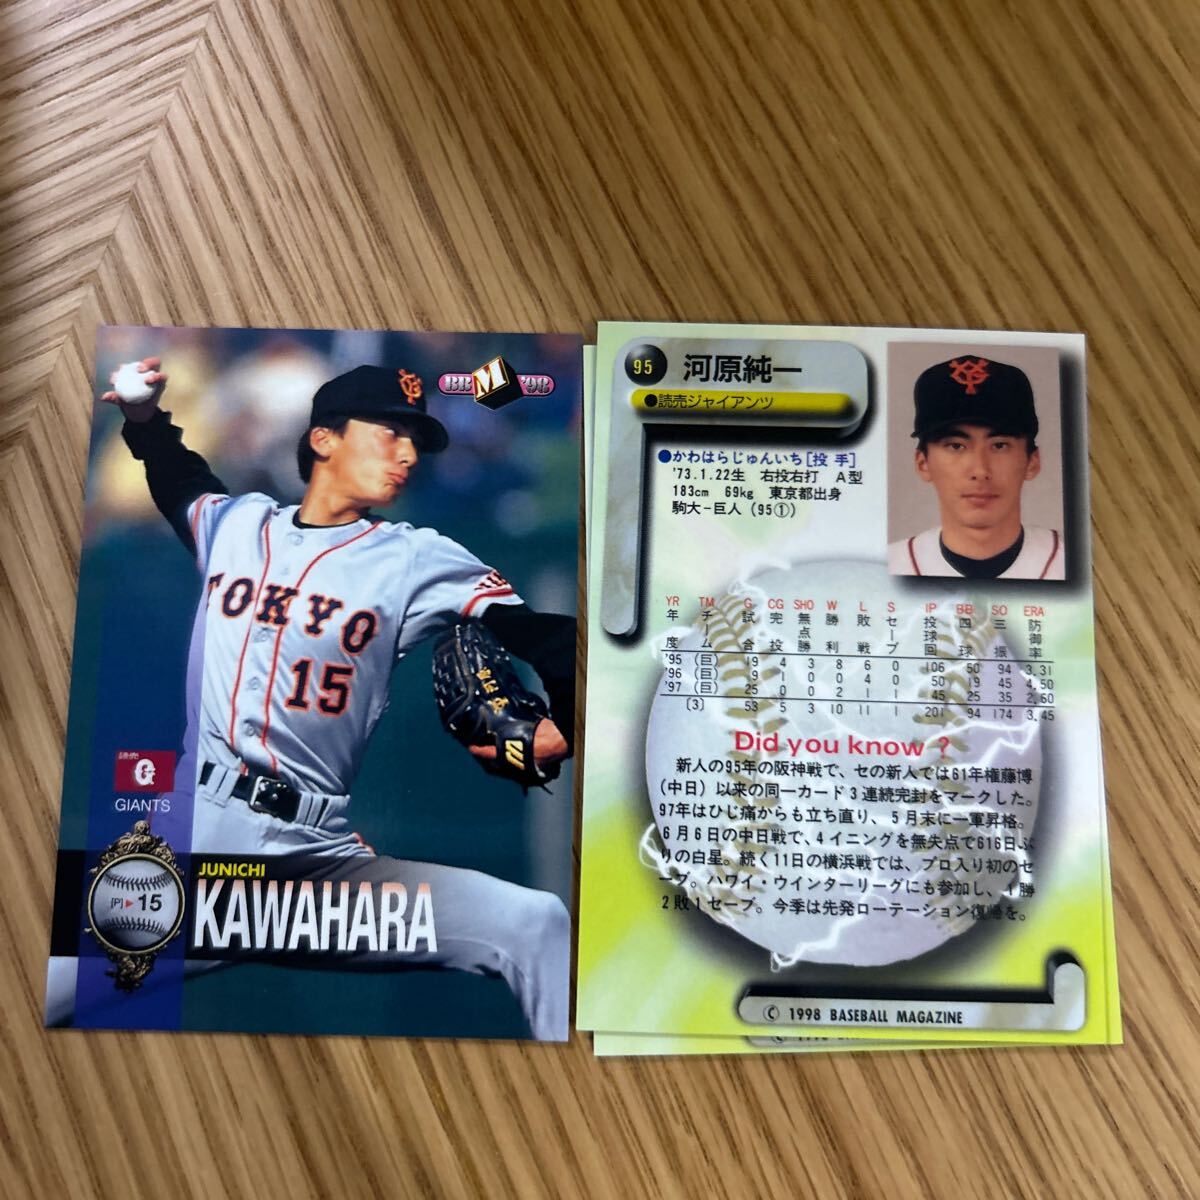 BBM '98
TOKYO
15
読売
G
GIANTS
[P]▶15
JUNICHI
KAWAHARA
95
河原純一
●読売ジャイアンツ
●かわはらじゅんいち[投 手]
'73.1.22生 右投右打 A型
183cm 69kg 東京都出身
駒大−巨人（95①）
YR TM G CG SHO W L S IP BB SO ERA
年度 チーム 試合 完投 無点勝 勝利 敗戦 セーブ 投球回 四球 三振 防御率
'95 (巨) 19 4 3 8 6 0 106 50 94 3.31
'96 (巨) 9 1 0 0 4 0 50 19 45 4.50
'97 (巨) 25 0 0 2 1 1 45 25 35 2.60
〔3〕 53 5 3 10 11 1 201 94 174 3.45
Did you know ?
新人の95年の阪神戦で、セの新人では61年権藤博
(中日) 以来の同一カード3連続完封をマークした。
97年はひじ痛からも立ち直り、5月末に一軍昇格。
6月6日の中日戦で、4イニングを無失点で616日ぶ
りの白星。続く11日の横浜戦では、プロ入り初のセ
ーブ。ハワイ・ウインターリーグにも参加し、1勝
2敗1セーブ。今季は先発ローテーション復帰を。
© 1998 BASEBALL MAGAZINE